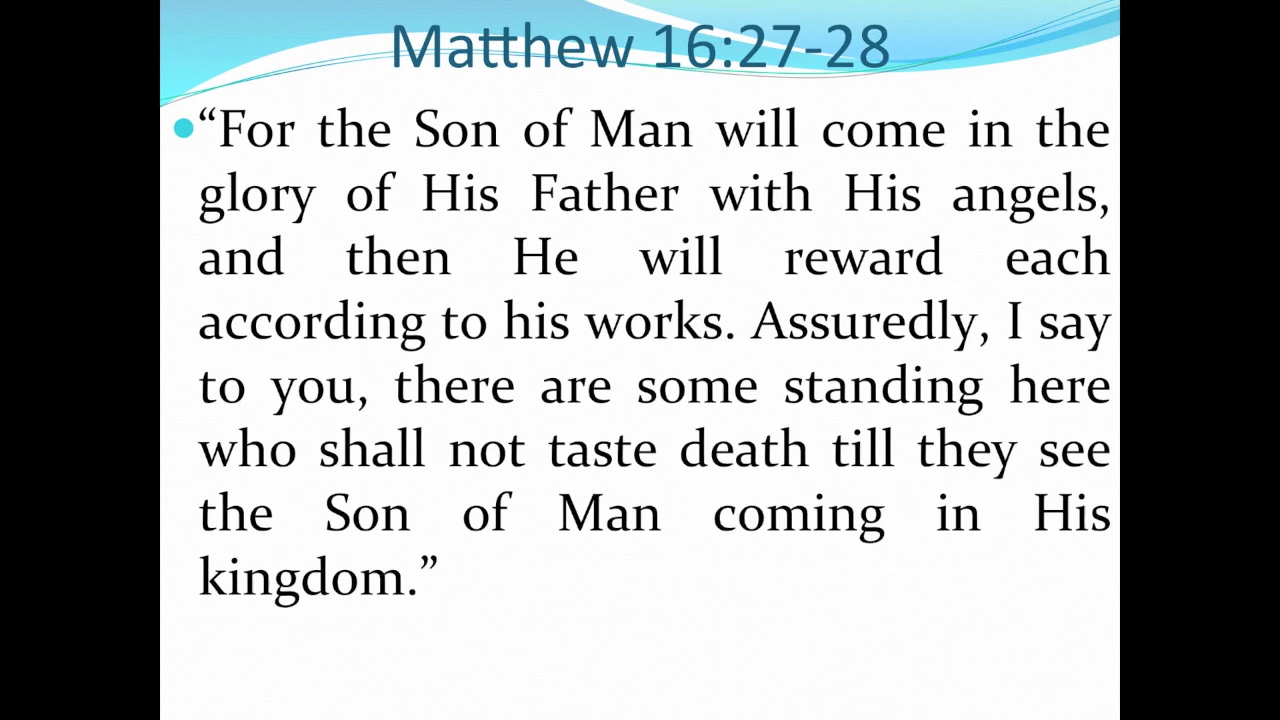 Matthew 16:27-28
“For the Son of Man will come in the
glory of His Father with His angels,
and then He will reward each
according to his works. Assuredly, I say
to you, there are some standing here
who shall not taste death till they see
the Son of Man coming in His
kingdom.”